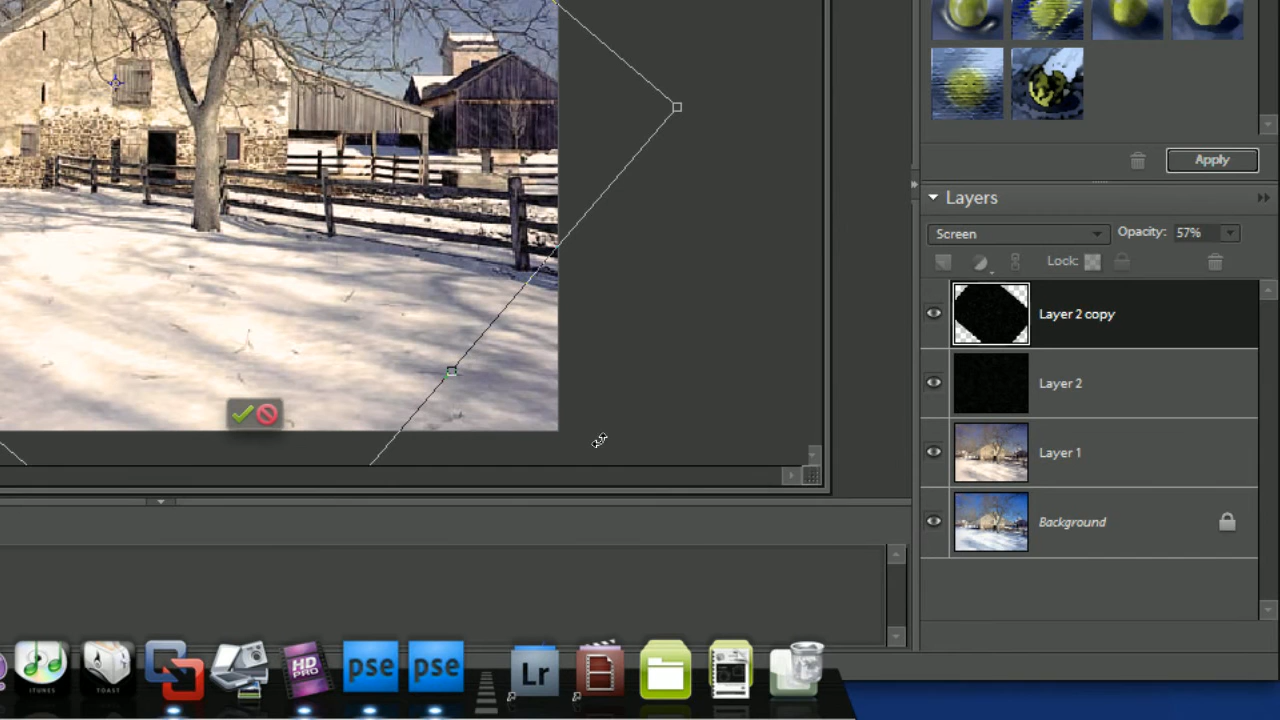 Apply
Layers
Screen
Opacity: 57%
Lock:
Layer 2 copy
Layer 2
Layer 1
Background
ITUNES
TOAST
HD
PRO
pse
pse
Lr